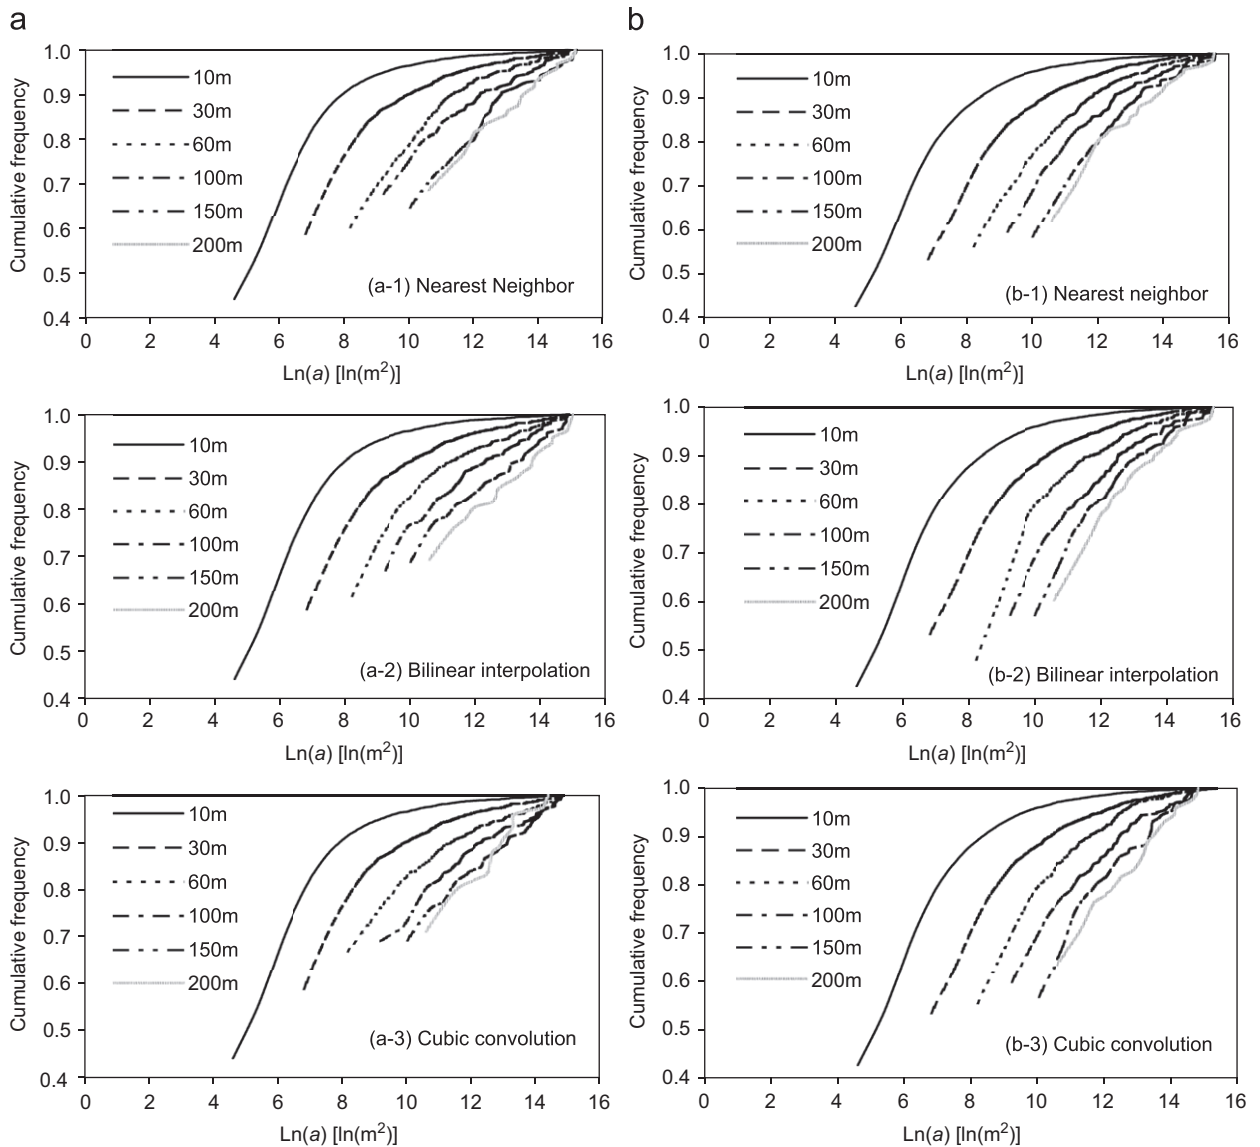 a
1.0
0.9
0.8
0.7
0.6
0.5
0.4
Cumulative frequency
10m
30m
60m
100m
150m
200m
(a-1) Nearest Neighbor
0 2 4 6 8 10 12 14 16
Ln(a) [ln(m²)]
b
1.0
0.9
0.8
0.7
0.6
0.5
0.4
Cumulative frequency
10m
30m
60m
100m
150m
200m
(b-1) Nearest neighbor
0 2 4 6 8 10 12 14 16
Ln(a) [ln(m²)]
1.0
0.9
0.8
0.7
0.6
0.5
0.4
Cumulative frequency
10m
30m
60m
100m
150m
200m
(a-2) Bilinear interpolation
0 2 4 6 8 10 12 14 16
Ln(a) [ln(m²)]
1.0
0.9
0.8
0.7
0.6
0.5
0.4
Cumulative frequency
10m
30m
60m
100m
150m
200m
(b-2) Bilinear interpolation
0 2 4 6 8 10 12 14 16
Ln(a) [ln(m²)]
1.0
0.9
0.8
0.7
0.6
0.5
0.4
Cumulative frequency
10m
30m
60m
100m
150m
200m
(a-3) Cubic convolution
0 2 4 6 8 10 12 14 16
Ln(a) [ln(m²)]
1.0
0.9
0.8
0.7
0.6
0.5
0.4
Cumulative frequency
10m
30m
60m
100m
150m
200m
(b-3) Cubic convolution
0 2 4 6 8 10 12 14 16
Ln(a) [ln(m²)]